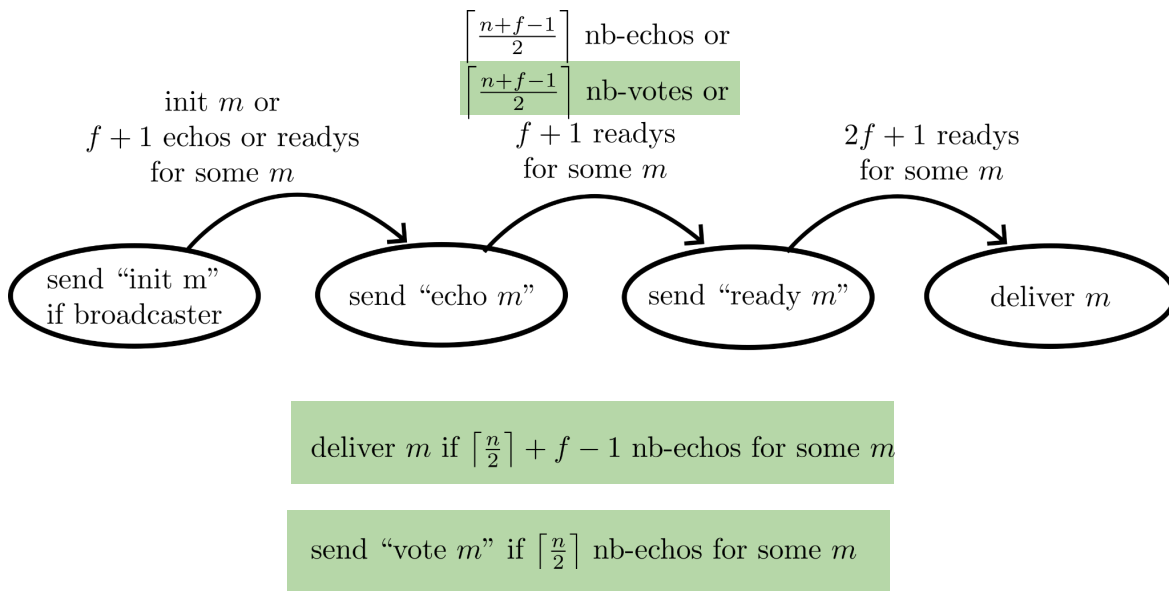 ⌈(n+f−1)/2⌉ nb-echos or
⌈(n+f−1)/2⌉ nb-votes or
init m or
f + 1 echos or readys
for some m
f + 1 readys
for some m
2f + 1 readys
for some m
send “init m”
if broadcaster
send “echo m”
send “ready m”
deliver m
deliver m if ⌈n/2⌉ + f − 1 nb-echos for some m
send “vote m” if ⌈n/2⌉ nb-echos for some m